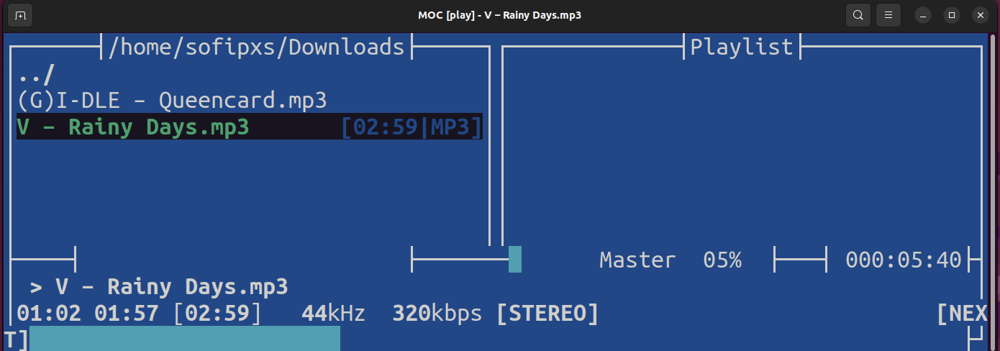 MOC [play] - V – Rainy Days.mp3
/home/sofipxs/Downloads
Playlist
../
(G)I-DLE – Queencard.mp3
V – Rainy Days.mp3 [02:59|MP3]
Master 05% 000:05:40
> V – Rainy Days.mp3
01:02 01:57 [02:59] 44kHz 320kbps [STEREO] [NEX
T]